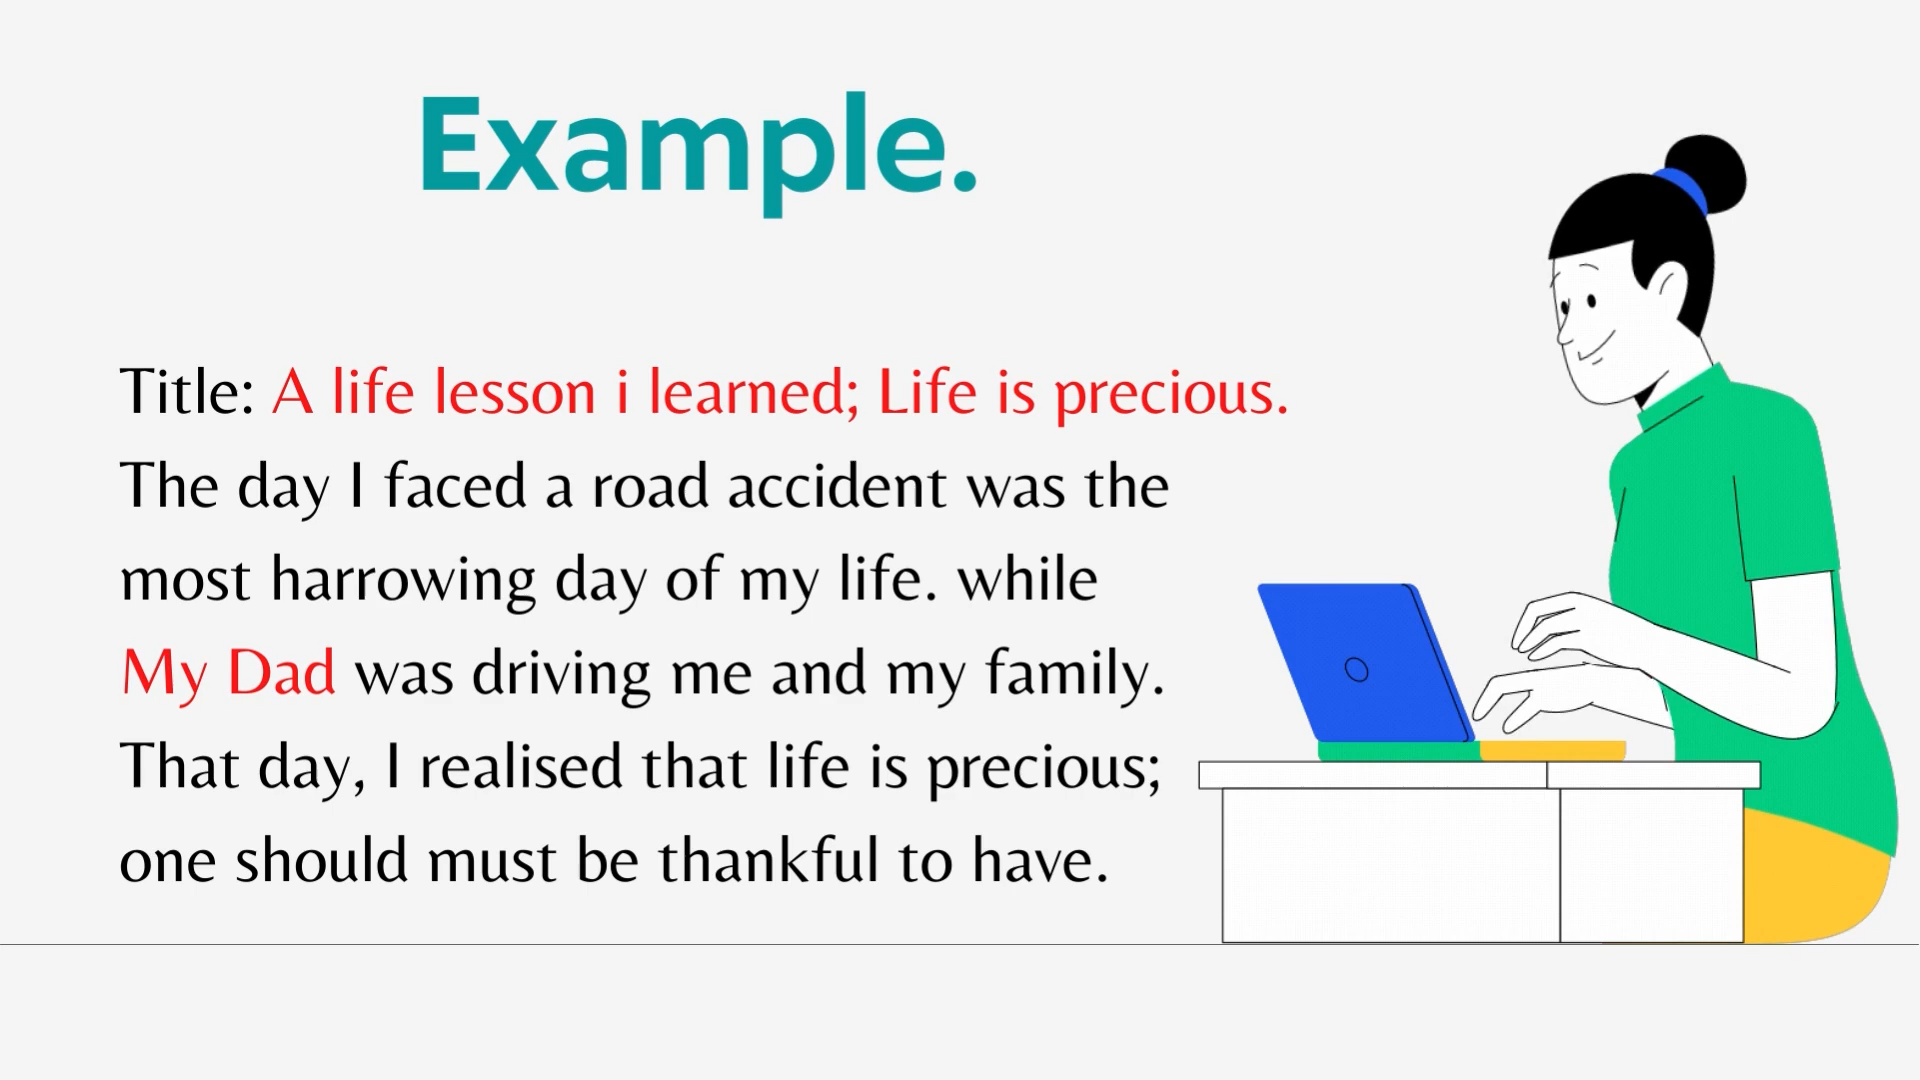 Example.
Title: A life lesson i learned; Life is precious.
The day I faced a road accident was the
most harrowing day of my life. while
My Dad was driving me and my family.
That day, I realised that life is precious;
one should must be thankful to have.